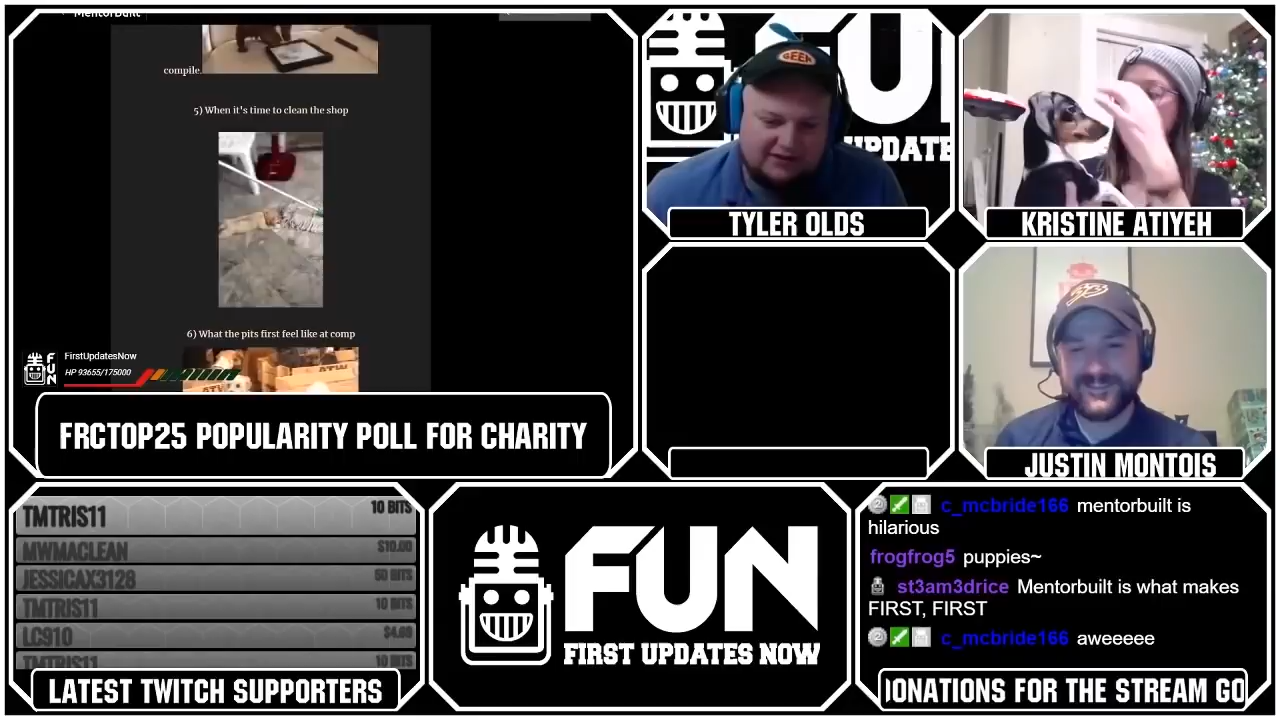 MentorBuilt
compile.
5) When it's time to clean the shop
6) What the pits first feel like at comp
FirstUpdatesNow
HP 93655/175000
FUN
FRCTOP25 POPULARITY POLL FOR CHARITY
GEEK
UPDATE
TYLER OLDS
KRISTINE ATIYEH
JUSTIN MONTOIS
TMTRIS11 10 BITS
MWMACLEAN $10.00
JESSICAX3128 50 BITS
TMTRIS11 10 BITS
LC910
TMTRIS11 10 BITS
LATEST TWITCH SUPPORTERS
FUN
FIRST UPDATES NOW
c_mcbride166 mentorbuilt is
hilarious
frogfrog5 puppies~
st3am3drice Mentorbuilt is what makes
FIRST, FIRST
c_mcbride166 aweeeee
DONATIONS FOR THE STREAM GO